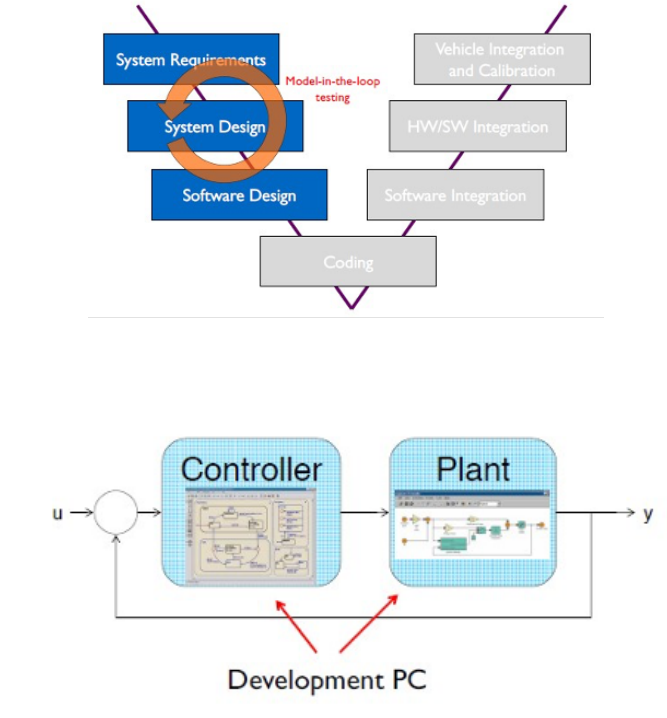 System Requirements
Vehicle Integration
and Calibration
Model-in-the-loop
testing
System Design
HW/SW Integration
Software Design
Software Integration
Coding
Controller
Plant
u
y
Development PC